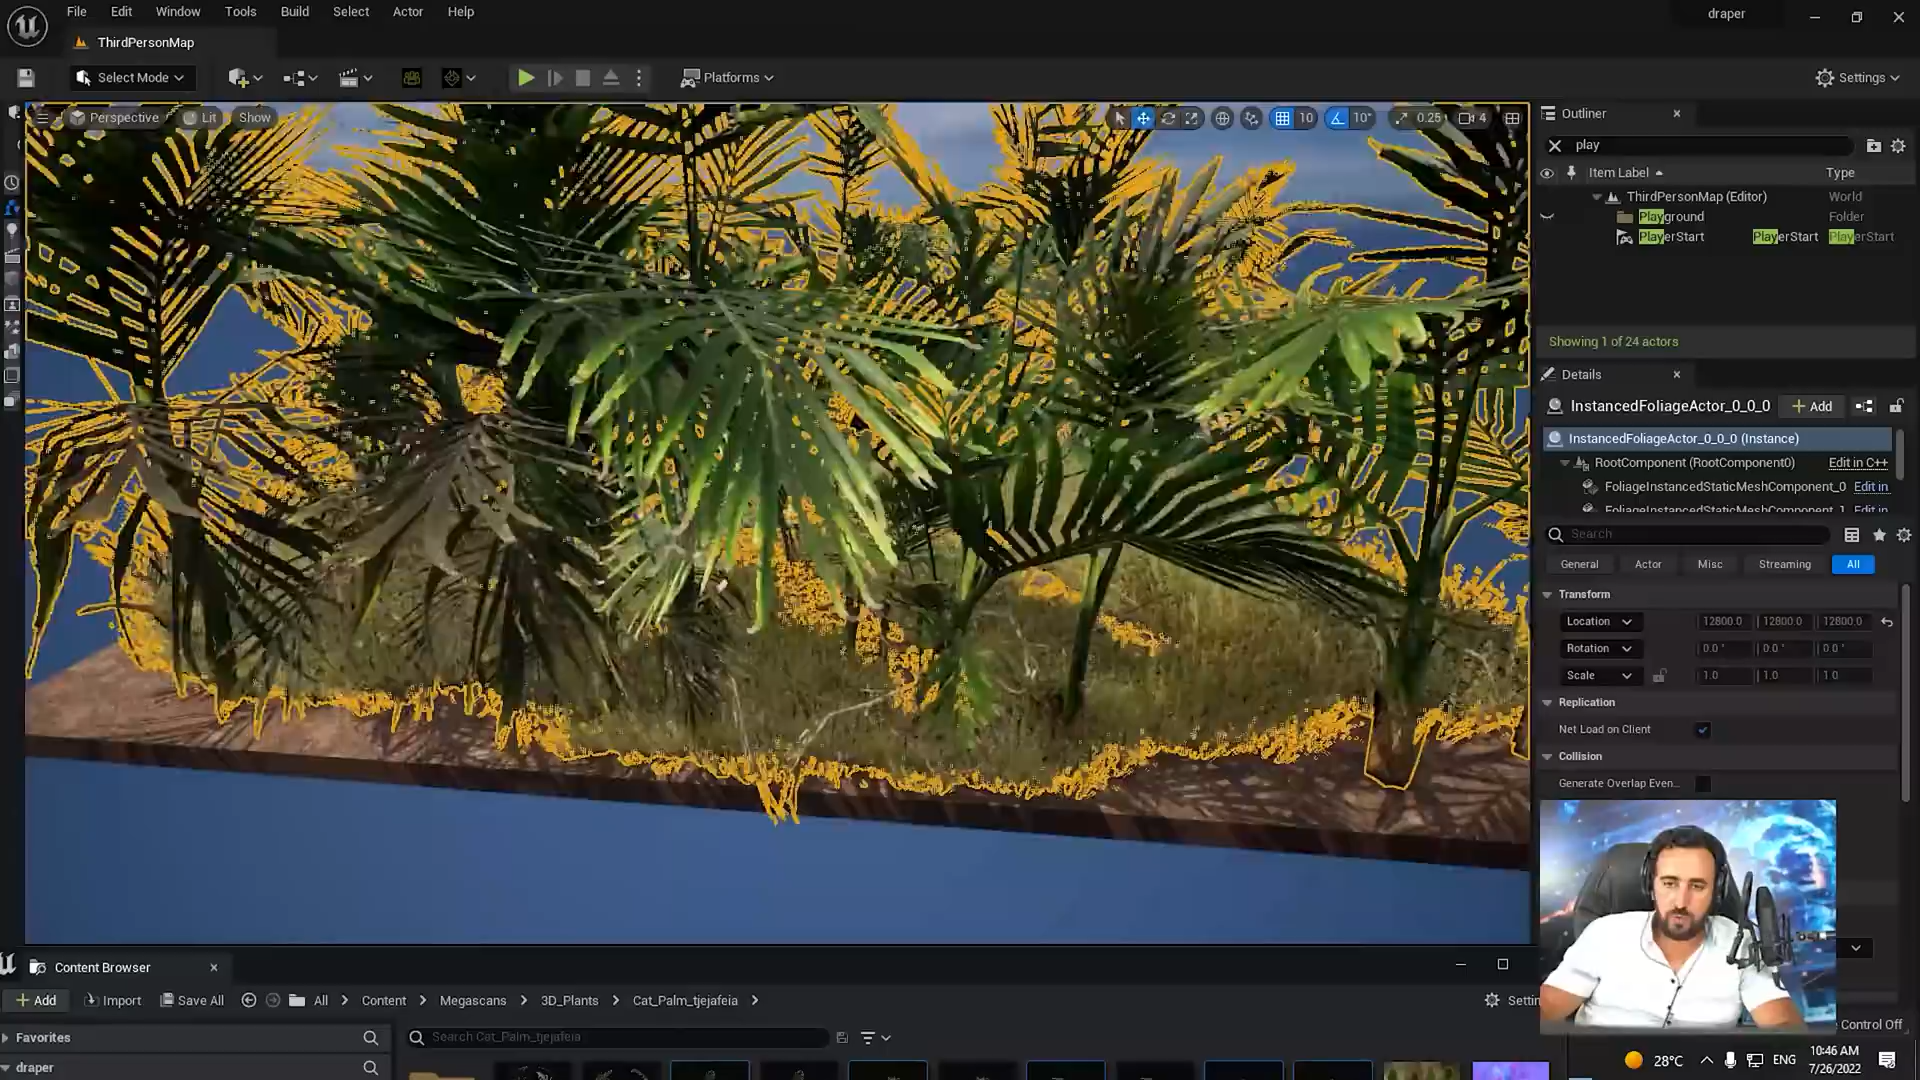 File Edit Window Tools Build Select Actor Help
draper
ThirdPersonMap
Select Mode
Platforms
Settings
Perspective Lit Show
10 10° 0.25 4
Outliner
play
Item Label Type
ThirdPersonMap (Editor) World
Playground Folder
PlayerStart PlayerStart PlayerStart
Showing 1 of 24 actors
Details
InstancedFoliageActor_0_0_0 Add
InstancedFoliageActor_0_0_0 (Instance)
RootComponent (RootComponent0) Edit in C++
FoliageInstancedStaticMeshComponent_0 Edit in
FoliageInstancedStaticMeshComponent_1 Edit in
Search
General Actor Misc Streaming All
Transform
Location 12800.0 12800.0 12800.0
Rotation 0.0° 0.0° 0.0°
Scale 1.0 1.0 1.0
Replication
Net Load on Client
Collision
Generate Overlap Even...
Content Browser
Add Import Save All All Content Megascans 3D_Plants Cat_Palm_tjejafeia Settin
Favorites
Search Cat_Palm_tjejafeia
Control Off
draper
28°C ENG
10:46 AM
7/26/2022